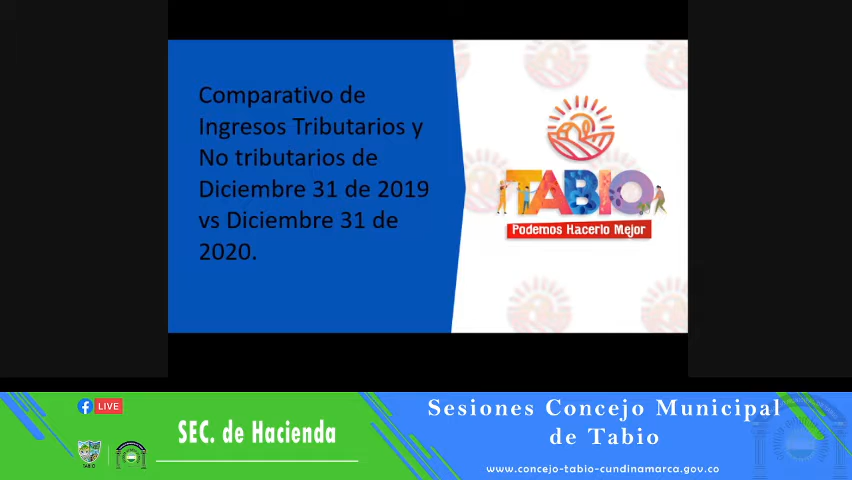 Comparativo de
Ingresos Tributarios y
No tributarios de
Diciembre 31 de 2019
vs Diciembre 31 de
2020.
TABIO
Podemos Hacerlo Mejor
LIVE
SEC. de Hacienda
TABIO
Sesiones Concejo Municipal
de Tabio
www.concejo-tabio-cundinamarca.gov.co